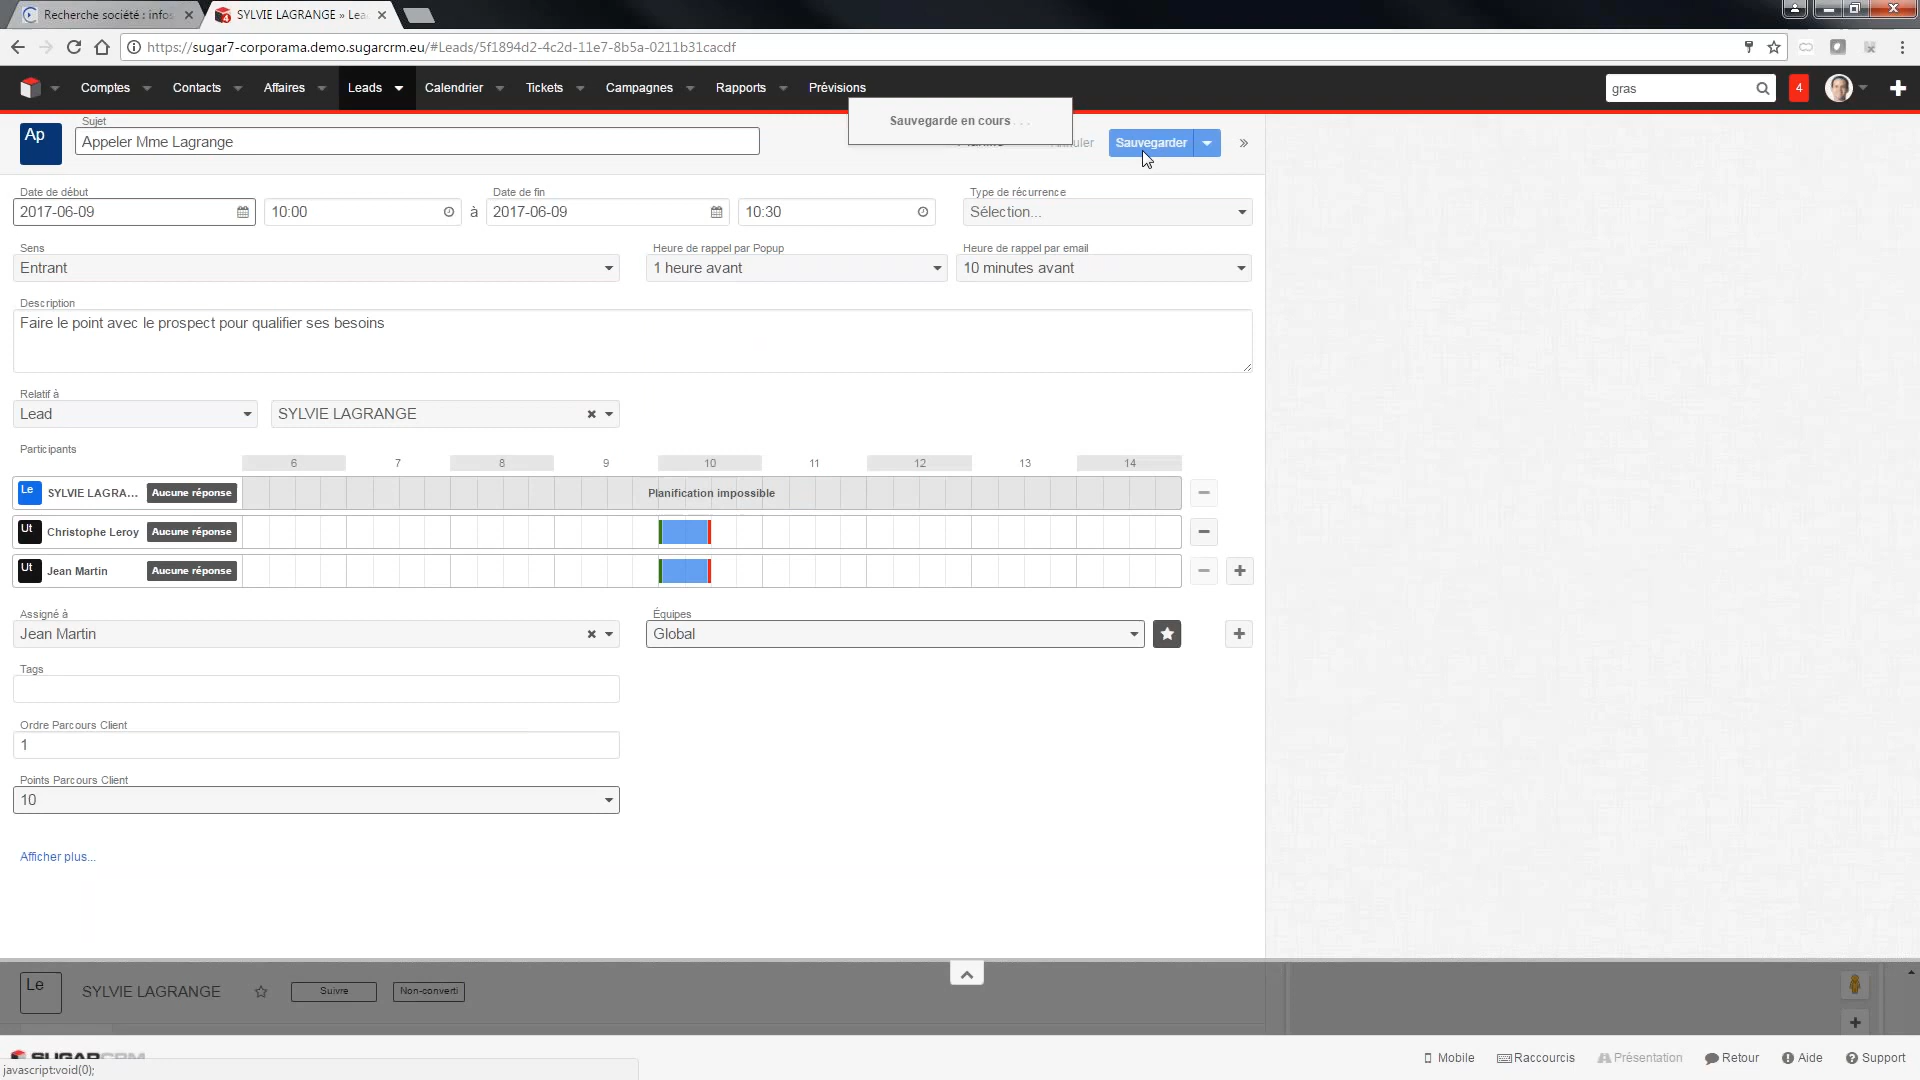 Recherche société : infos
SYLVIE LAGRANGE » Lea
https://sugar7-corporama.demo.sugarcrm.eu/#Leads/5f1894d2-4c2d-11e7-8b5a-0211b31cacdf
Comptes Contacts Affaires Leads Calendrier Tickets Campagnes Rapports Prévisions gras 4
Sauvegarde en cours . . .
Ap
Sujet
Appeler Mme Lagrange
Sauvegarder
Date de début Date de fin Type de récurrence
2017-06-09 10:00 à 2017-06-09 10:30 Sélection...
Sens Heure de rappel par Popup Heure de rappel par email
Entrant 1 heure avant 10 minutes avant
Description
Faire le point avec le prospect pour qualifier ses besoins
Relatif à
Lead SYLVIE LAGRANGE
Participants
6 7 8 9 10 11 12 13 14
Le SYLVIE LAGRA... Aucune réponse Planification impossible
Ut Christophe Leroy Aucune réponse
Ut Jean Martin Aucune réponse
Assigné à Équipes
Jean Martin Global
Tags
Ordre Parcours Client
1
Points Parcours Client
10
Afficher plus...
Le SYLVIE LAGRANGE Suivre Non-converti
SUGARCRM
Mobile Raccourcis Présentation Retour Aide Support
javascript:void(0);